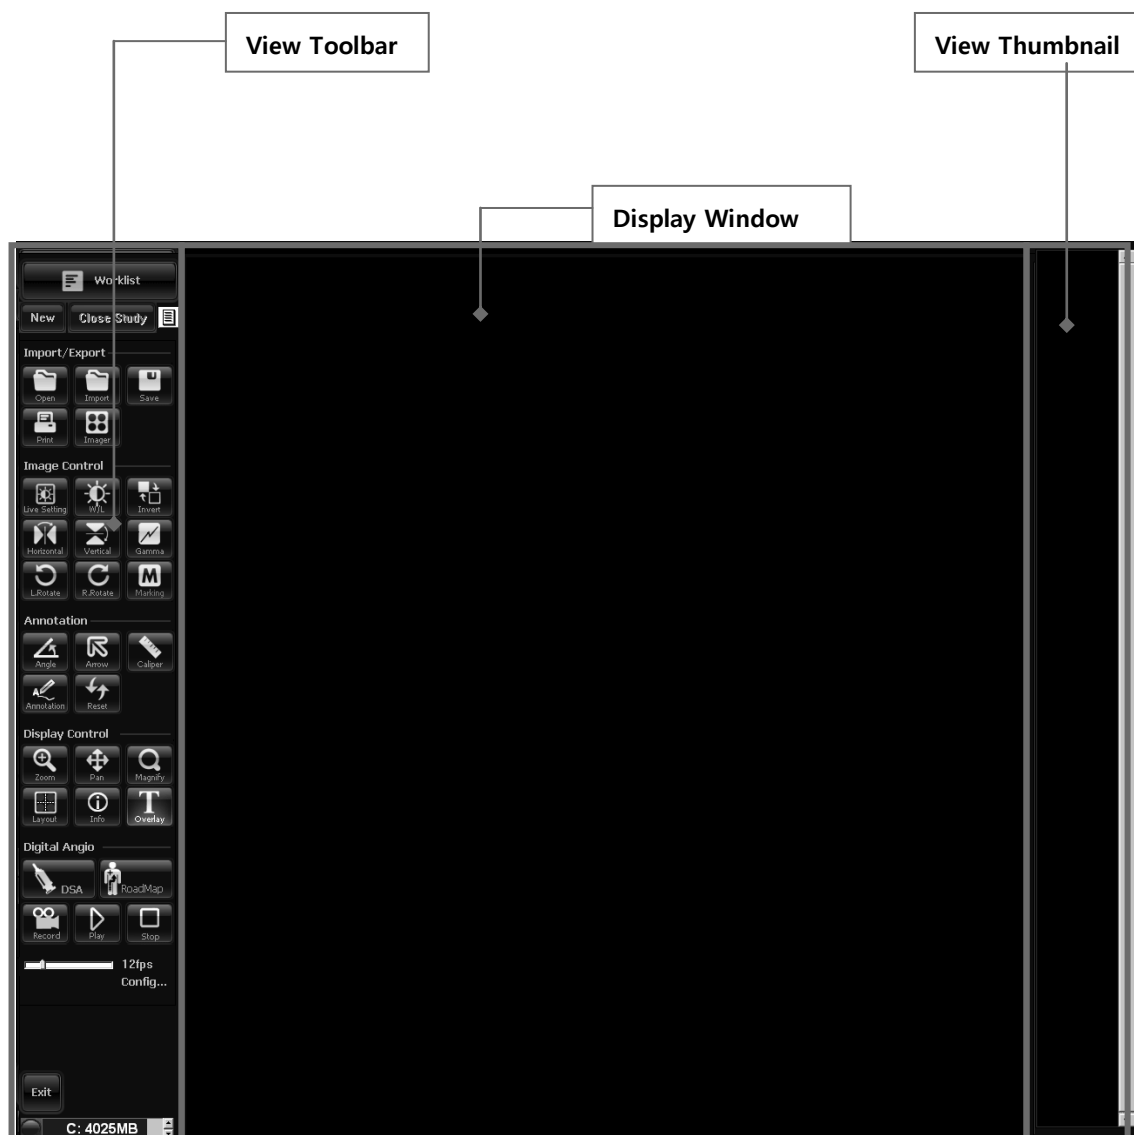 View Toolbar
View Thumbnail
Display Window
Worklist
New Close Study
Import/Export
Open Import Save
Print Imager
Image Control
Live Setting W/L Invert
Horizontal Vertical Gamma
L.Rotate R.Rotate Marking
M
Annotation
Angle Arrow Caliper
A
Annotation Reset
Display Control
Zoom Pan Magnify
T
Layout Info Overlay
Digital Angio
DSA RoadMap
Record Play Stop
12fps
Config...
Exit
C: 4025MB